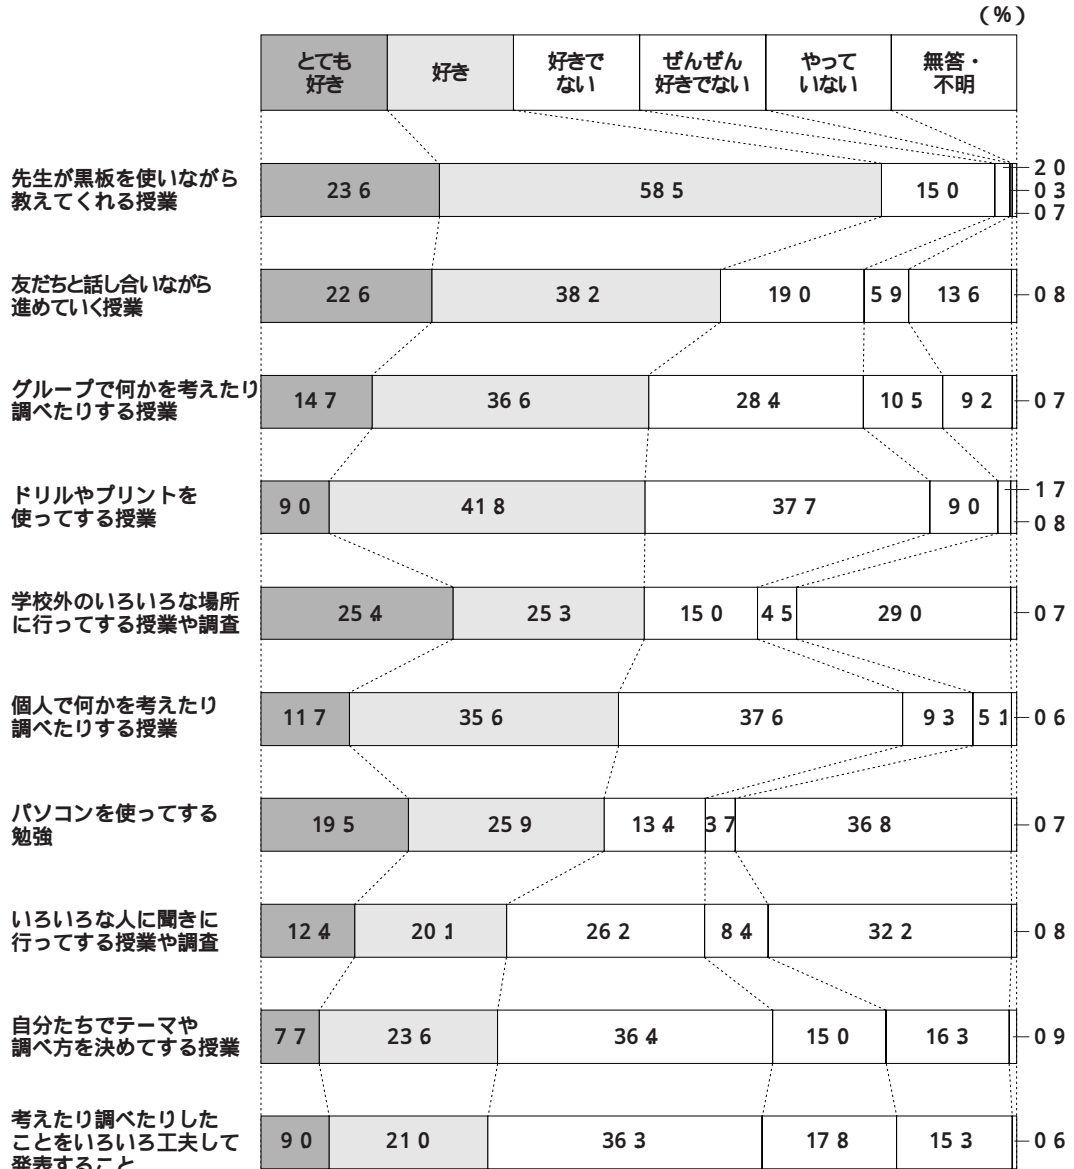 (%)
とても
好き
好き
好きで
ない
ぜんぜん
好きでない
やって
いない
無答・
不明
先生が黒板を使いながら
教えてくれる授業
23 6 58 5 15 0 2 0
0 3
0 7
友だちと話し合いながら
進めていく授業
22 6 38 2 19 0 5 9 13 6 0 8
グループで何かを考えたり
調べたりする授業
14 7 36 6 28 4 10 5 9 2 0 7
ドリルやプリントを
使ってする授業
9 0 41 8 37 7 9 0 1 7
0 8
学校外のいろいろな場所
に行ってする授業や調査
25 4 25 3 15 0 4 5 29 0 0 7
個人で何かを考えたり
調べたりする授業
11 7 35 6 37 6 9 3 5 1 0 6
パソコンを使ってする
勉強
19 5 25 9 13 4 3 7 36 8 0 7
いろいろな人に聞きに
行ってする授業や調査
12 4 20 1 26 2 8 4 32 2 0 8
自分たちでテーマや
調べ方を決めてする授業
7 7 23 6 36 4 15 0 16 3 0 9
考えたり調べたりした
ことをいろいろ工夫して
発表すること
9 0 21 0 36 3 17 8 15 3 0 6